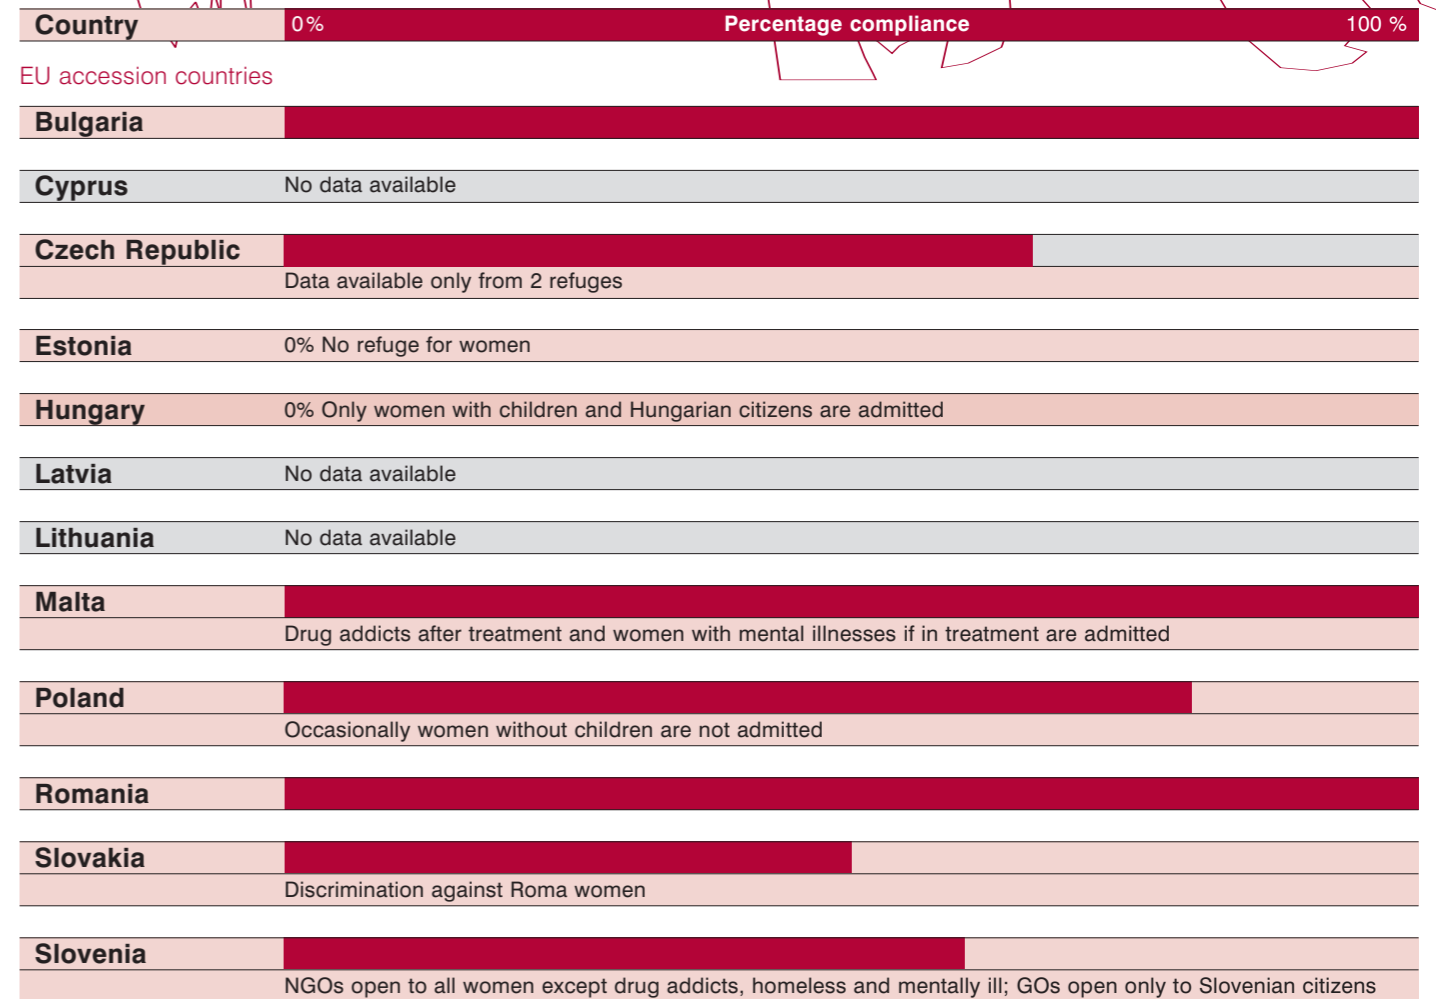 Country 0% Percentage compliance 100 %
EU accession countries
Bulgaria
Cyprus No data available
Czech Republic
Data available only from 2 refuges
Estonia 0% No refuge for women
Hungary 0% Only women with children and Hungarian citizens are admitted
Latvia No data available
Lithuania No data available
Malta
Drug addicts after treatment and women with mental illnesses if in treatment are admitted
Poland
Occasionally women without children are not admitted
Romania
Slovakia
Discrimination against Roma women
Slovenia
NGOs open to all women except drug addicts, homeless and mentally ill; GOs open only to Slovenian citizens